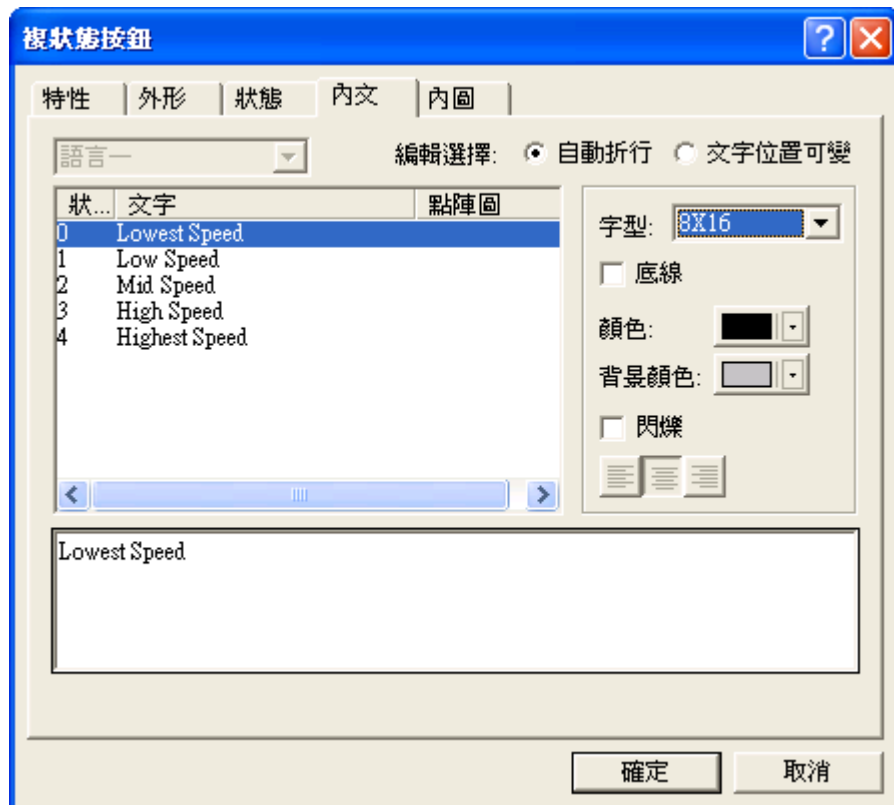 複狀態按鈕
特性 外形 狀態 內文 內圖
語言一 編輯選擇: 自動折行 文字位置可變
狀... 文字 點陣圖
0 Lowest Speed
1 Low Speed
2 Mid Speed
3 High Speed
4 Highest Speed
字型: 8X16
底線
顏色:
背景顏色:
閃爍
Lowest Speed
確定 取消